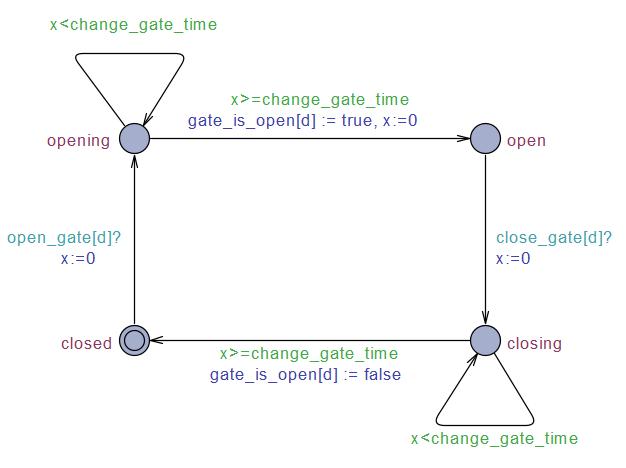 x<change_gate_time
x>=change_gate_time
gate_is_open[d] := true, x:=0
opening
open
open_gate[d]?
x:=0
close_gate[d]?
x:=0
closed
closing
x>=change_gate_time
gate_is_open[d] := false
x<change_gate_time